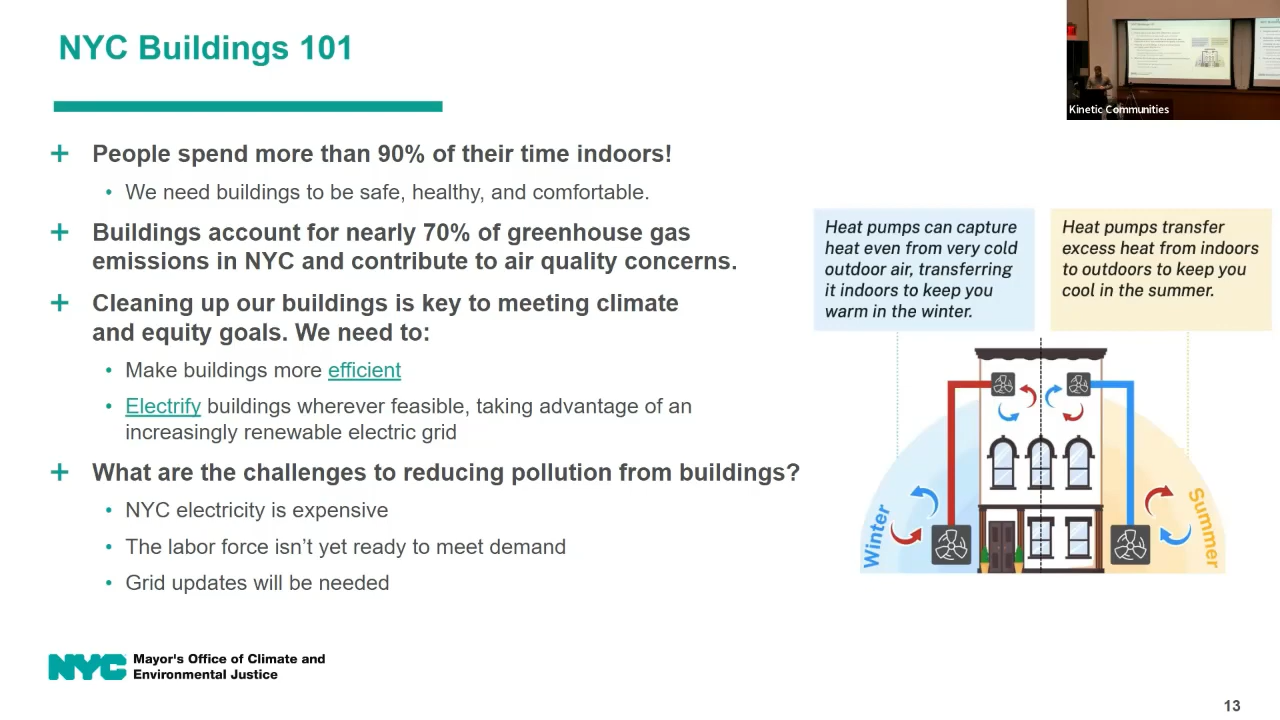 NYC Buildings 101
Kinetic Communities
+ People spend more than 90% of their time indoors!
• We need buildings to be safe, healthy, and comfortable.
+ Buildings account for nearly 70% of greenhouse gas
emissions in NYC and contribute to air quality concerns.
+ Cleaning up our buildings is key to meeting climate
and equity goals. We need to:
• Make buildings more efficient
• Electrify buildings wherever feasible, taking advantage of an
increasingly renewable electric grid
+ What are the challenges to reducing pollution from buildings?
• NYC electricity is expensive
• The labor force isn’t yet ready to meet demand
• Grid updates will be needed
Heat pumps can capture
heat even from very cold
outdoor air, transferring
it indoors to keep you
warm in the winter.
Heat pumps transfer
excess heat from indoors
to outdoors to keep you
cool in the summer.
Winter
Summer
NYC
Mayor's Office of Climate and
Environmental Justice
13